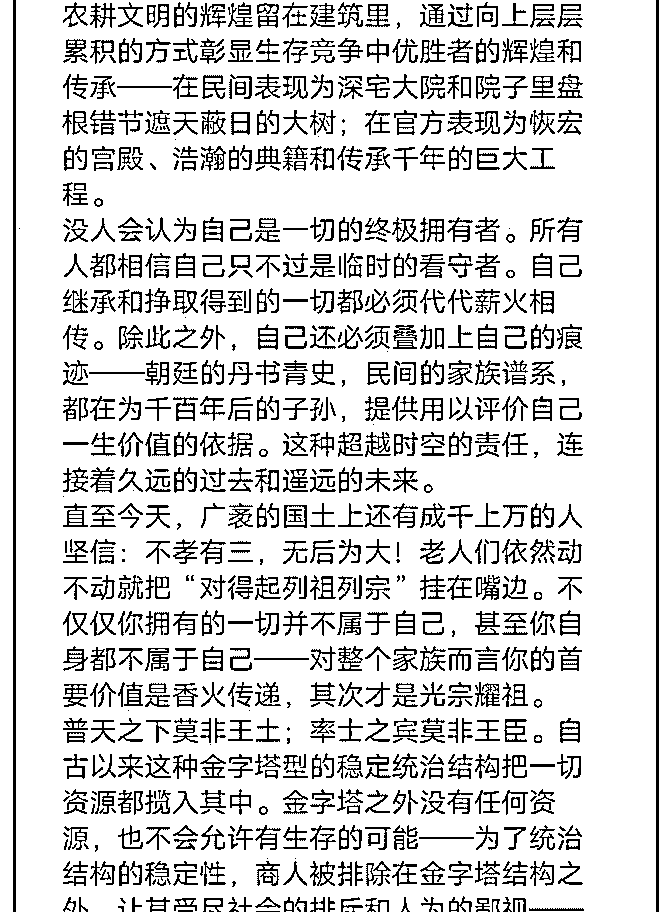 农耕文明的辉煌留在建筑里，通过向上层层
累积的方式彰显生存竞争中优胜者的辉煌和
传承——在民间表现为深宅大院和院子里盘
根错节遮天蔽日的大树；在官方表现为恢宏
的宫殿、浩瀚的典籍和传承千年的巨大工
程。
没人会认为自己是一切的终极拥有者。所有
人都相信自己只不过是临时的看守者。自己
继承和挣取得到的一切都必须代代薪火相
传。除此之外，自己还必须叠加上自己的痕
迹——朝廷的丹书青史，民间的家族谱系，
都在为千百年后的子孙，提供用以评价自己
一生价值的依据。这种超越时空的责任，连
接着久远的过去和遥远的未来。
直至今天，广袤的国土上还有成千上万的人
坚信：不孝有三，无后为大！老人们依然动
不动就把“对得起列祖列宗”挂在嘴边。不
仅仅你拥有的一切并不属于自己，甚至你自
身都不属于自己——对整个家族而言你的首
要价值是香火传递，其次才是光宗耀祖。
普天之下莫非王土；率士之宾莫非王臣。自
古以来这种金字塔型的稳定统治结构把一切
资源都揽入其中。金字塔之外没有任何资
源，也不会允许有生存的可能——为了统治
结构的稳定性，商人被排除在金字塔结构之
外，让其受尽社会的排斥和人为的鄙视——